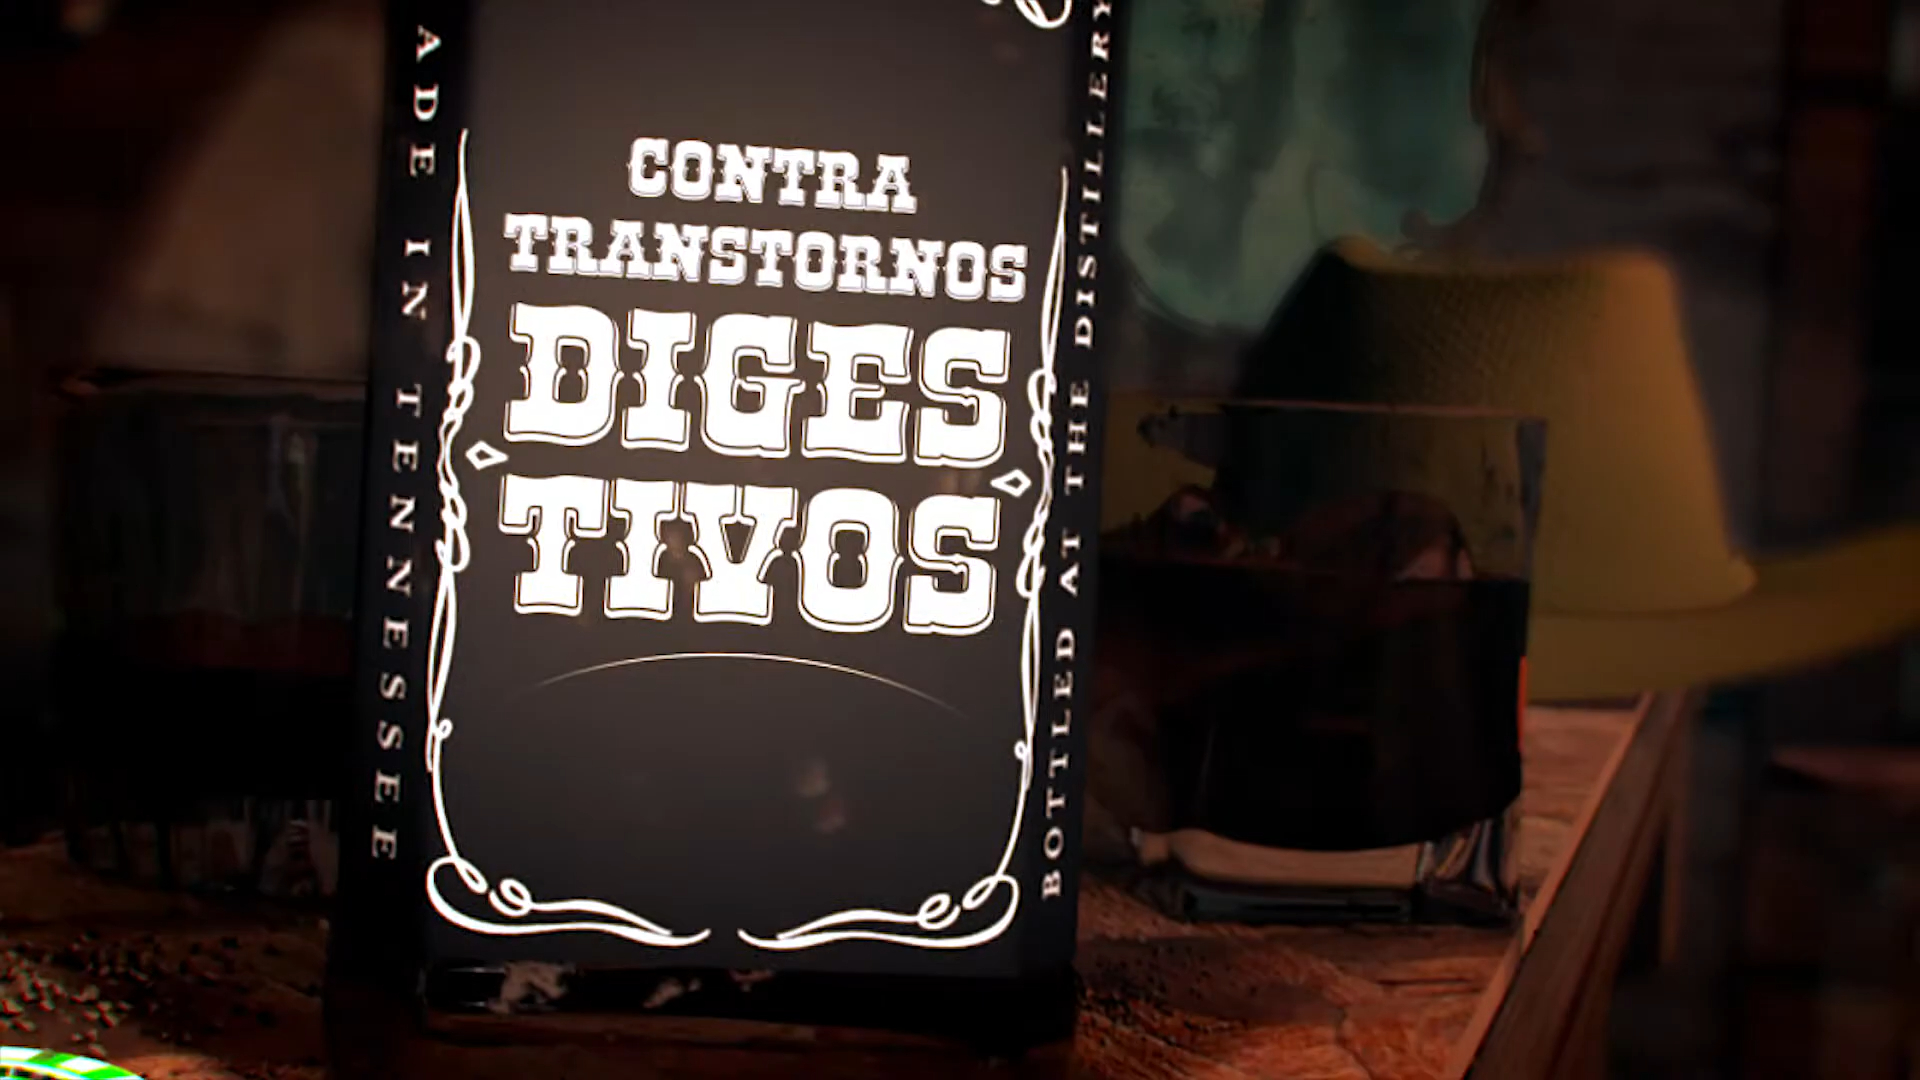 CONTRA
TRANSTORNOS
DIGES
TIVOS
ADE IN TENNESSEE
BOTTLED AT THE DISTILLERY